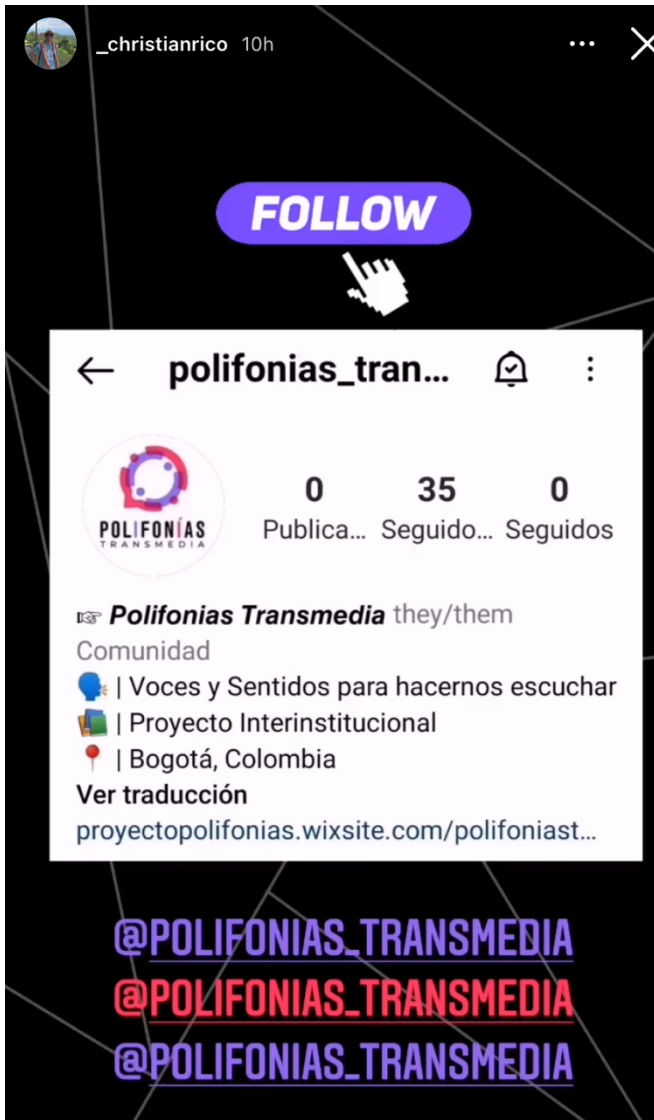 _christianrico 10h
FOLLOW
polifonias_tran...
0 35 0
Publica... Seguido... Seguidos
POLIFONÍAS
TRANSMEDIA
☞ Polifonias Transmedia they/them
Comunidad
🗣️ | Voces y Sentidos para hacernos escuchar
📚 | Proyecto Interinstitucional
📍 | Bogotá, Colombia
Ver traducción
proyectopolifonias.wixsite.com/polifoniast...
@POLIFONIAS_TRANSMEDIA
@POLIFONIAS_TRANSMEDIA
@POLIFONIAS_TRANSMEDIA